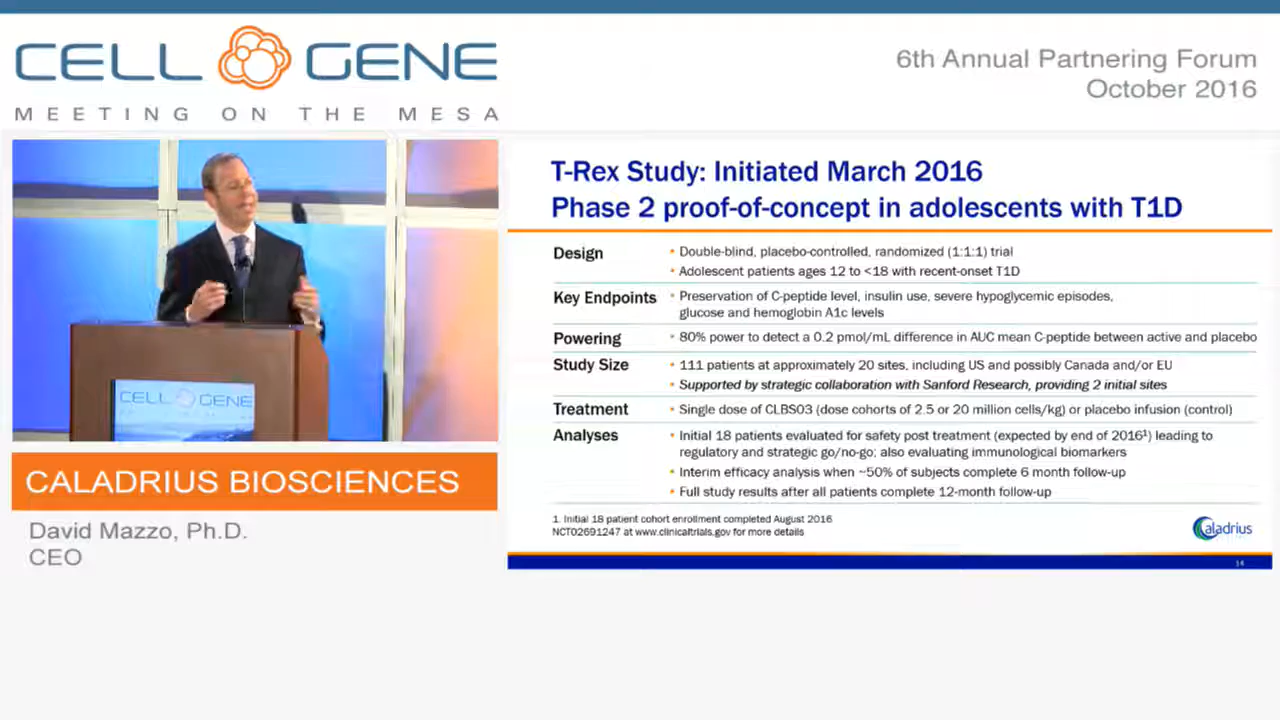 CELL GENE
MEETING ON THE MESA
6th Annual Partnering Forum
October 2016
CELL GENE
CALADRIUS BIOSCIENCES
David Mazzo, Ph.D.
CEO
T-Rex Study: Initiated March 2016
Phase 2 proof-of-concept in adolescents with T1D
Design
• Double-blind, placebo-controlled, randomized (1:1:1) trial
• Adolescent patients ages 12 to <18 with recent-onset T1D
Key Endpoints
• Preservation of C-peptide level, insulin use, severe hypoglycemic episodes,
glucose and hemoglobin A1c levels
Powering
• 80% power to detect a 0.2 pmol/mL difference in AUC mean C-peptide between active and placebo
Study Size
• 111 patients at approximately 20 sites, including US and possibly Canada and/or EU
• Supported by strategic collaboration with Sanford Research, providing 2 initial sites
Treatment
• Single dose of CLBS03 (dose cohorts of 2.5 or 20 million cells/kg) or placebo infusion (control)
Analyses
• Initial 18 patients evaluated for safety post treatment (expected by end of 2016¹) leading to
regulatory and strategic go/no-go; also evaluating immunological biomarkers
• Interim efficacy analysis when ~50% of subjects complete 6 month follow-up
• Full study results after all patients complete 12-month follow-up
1. Initial 18 patient cohort enrollment completed August 2016
NCT02691247 at www.clinicaltrials.gov for more details
Caladrius
14